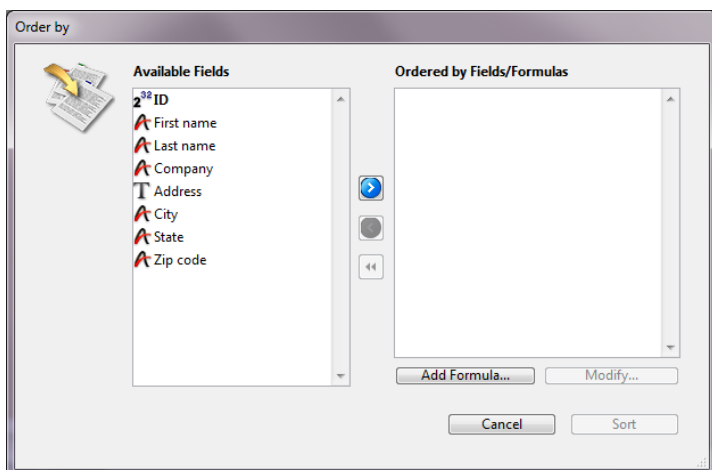 Order by
Available Fields
Ordered by Fields/Formulas
2³² ID
First name
Last name
Company
T Address
City
State
Zip code
Add Formula...
Modify...
Cancel
Sort